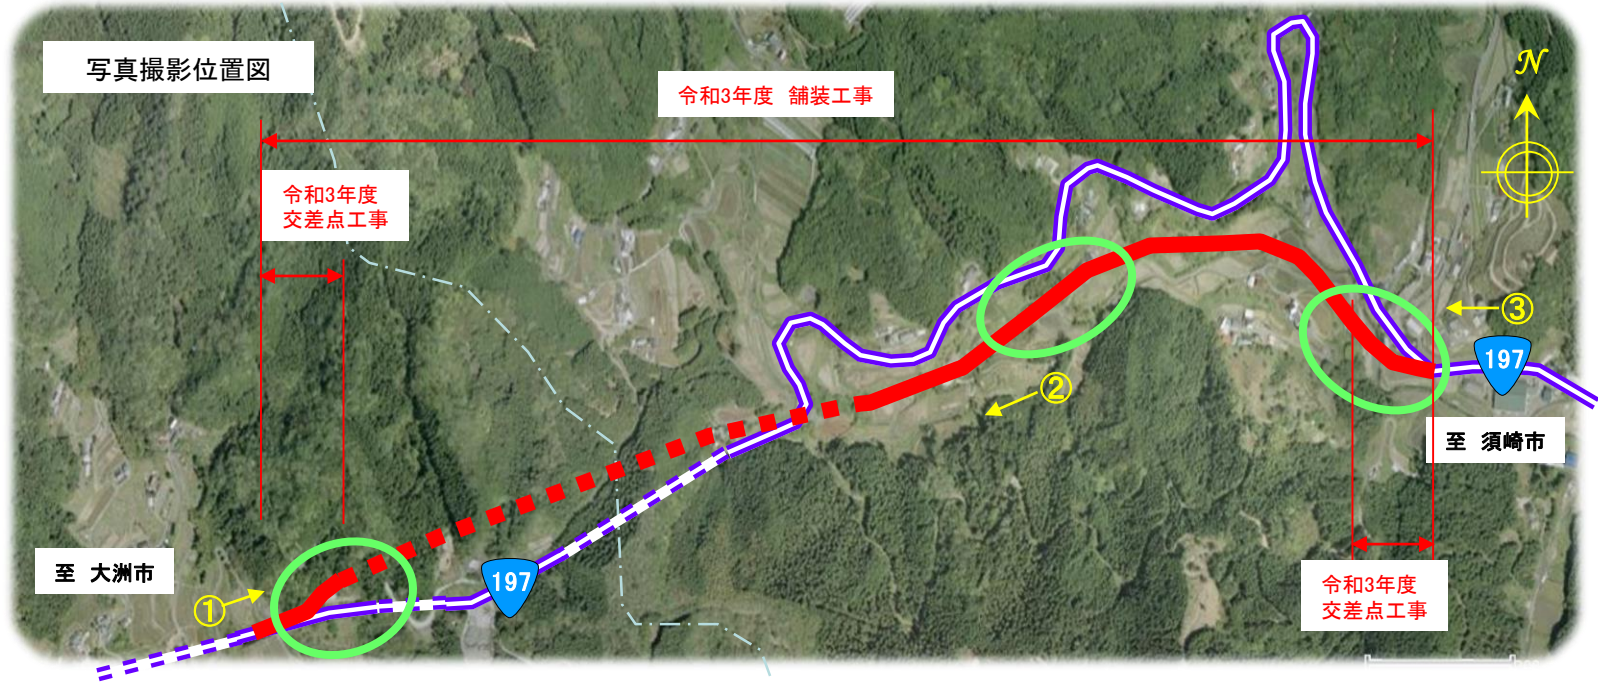 写真撮影位置図
令和3年度 舗装工事
N
令和3年度
交差点工事
③
197
②
至 須崎市
至 大洲市
197
①
令和3年度
交差点工事